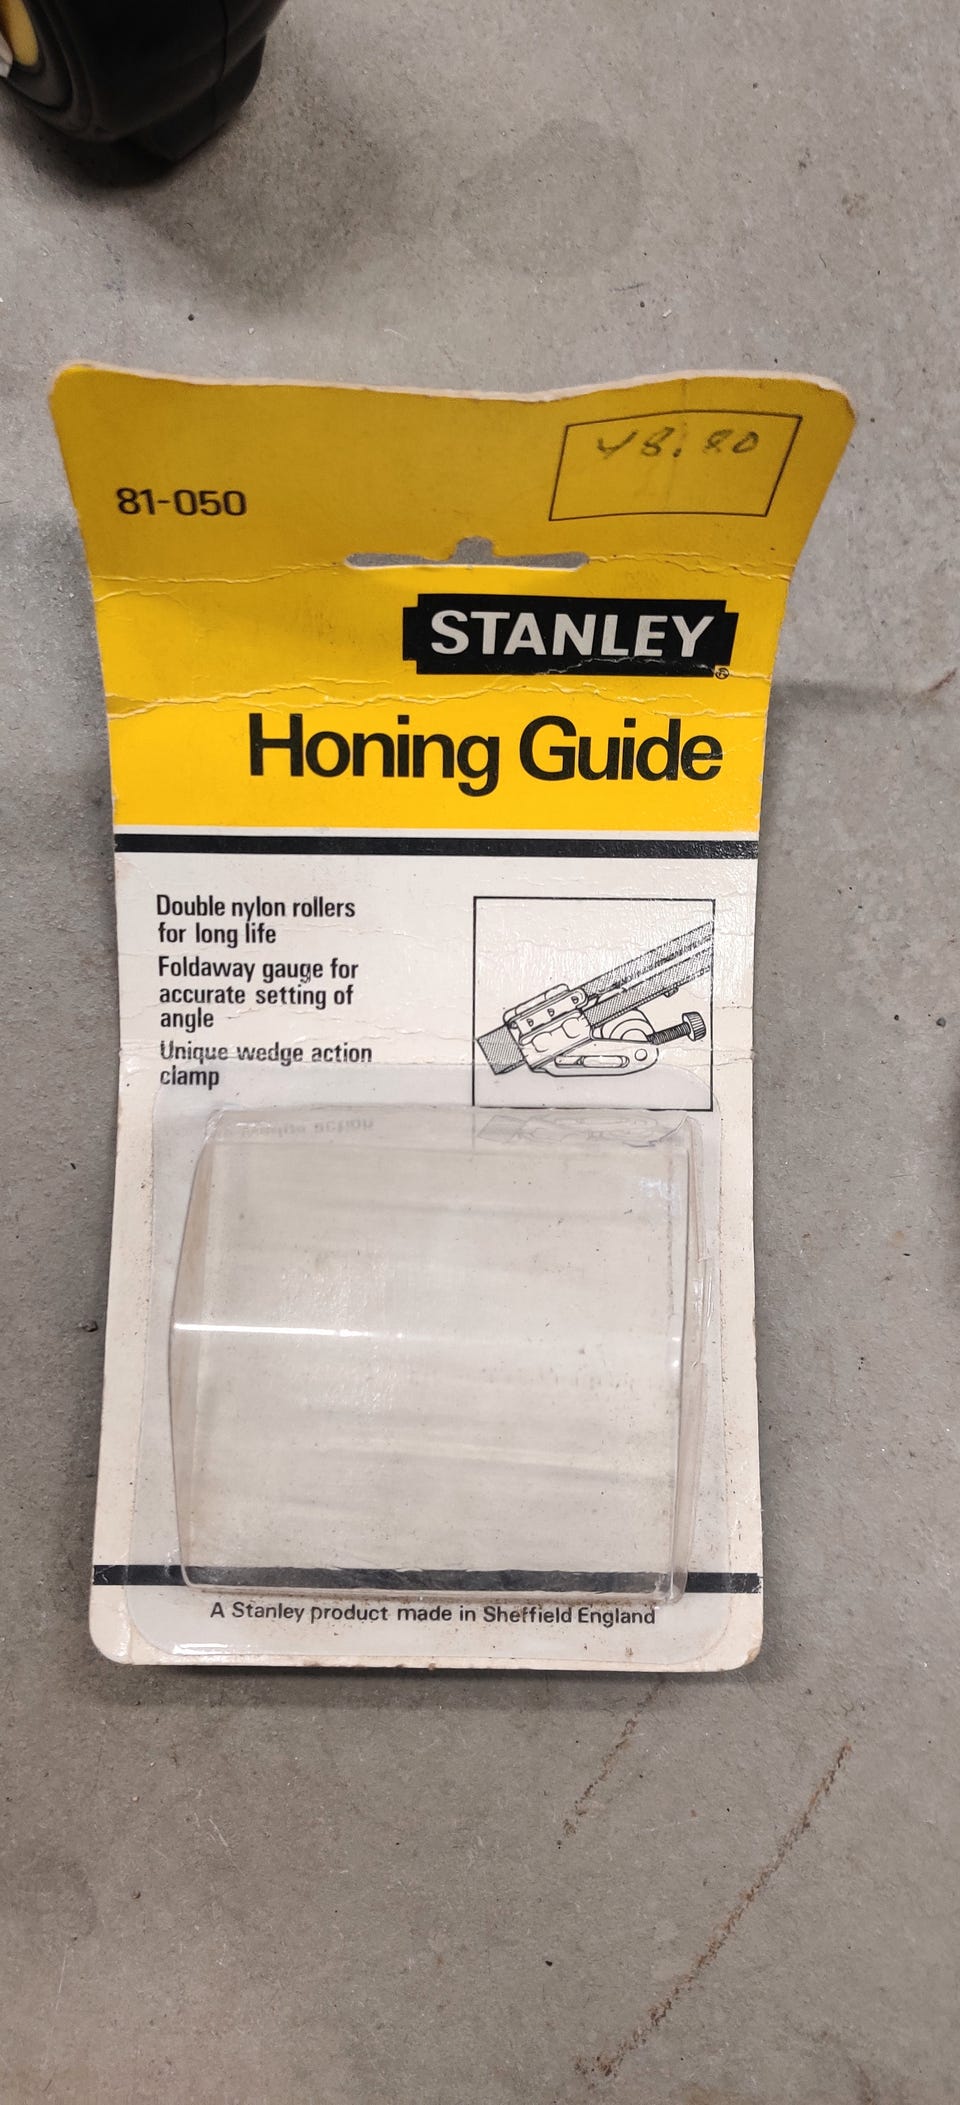 48.80
81-050
STANLEY
®
Honing Guide
Double nylon rollers
for long life
Foldaway gauge for
accurate setting of
angle
Unique wedge action
clamp
A Stanley product made in Sheffield England